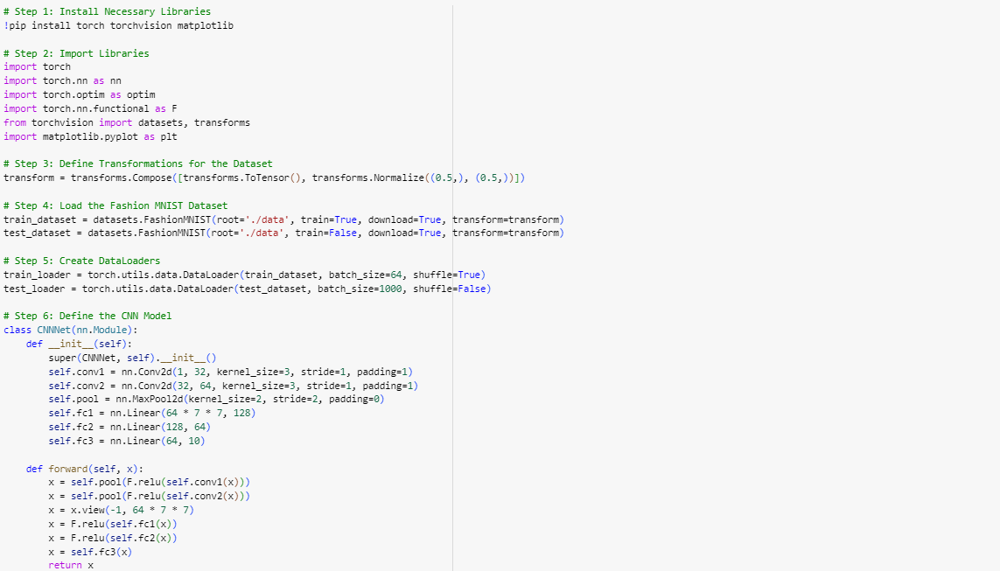 # Step 1: Install Necessary Libraries
!pip install torch torchvision matplotlib

# Step 2: Import Libraries
import torch
import torch.nn as nn
import torch.optim as optim
import torch.nn.functional as F
from torchvision import datasets, transforms
import matplotlib.pyplot as plt

# Step 3: Define Transformations for the Dataset
transform = transforms.Compose([transforms.ToTensor(), transforms.Normalize((0.5,), (0.5,))])

# Step 4: Load the Fashion MNIST Dataset
train_dataset = datasets.FashionMNIST(root='./data', train=True, download=True, transform=transform)
test_dataset = datasets.FashionMNIST(root='./data', train=False, download=True, transform=transform)

# Step 5: Create DataLoaders
train_loader = torch.utils.data.DataLoader(train_dataset, batch_size=64, shuffle=True)
test_loader = torch.utils.data.DataLoader(test_dataset, batch_size=1000, shuffle=False)

# Step 6: Define the CNN Model
class CNNNet(nn.Module):
    def __init__(self):
        super(CNNNet, self).__init__()
        self.conv1 = nn.Conv2d(1, 32, kernel_size=3, stride=1, padding=1)
        self.conv2 = nn.Conv2d(32, 64, kernel_size=3, stride=1, padding=1)
        self.pool = nn.MaxPool2d(kernel_size=2, stride=2, padding=0)
        self.fc1 = nn.Linear(64 * 7 * 7, 128)
        self.fc2 = nn.Linear(128, 64)
        self.fc3 = nn.Linear(64, 10)

    def forward(self, x):
        x = self.pool(F.relu(self.conv1(x)))
        x = self.pool(F.relu(self.conv2(x)))
        x = x.view(-1, 64 * 7 * 7)
        x = F.relu(self.fc1(x))
        x = F.relu(self.fc2(x))
        x = self.fc3(x)
        return x